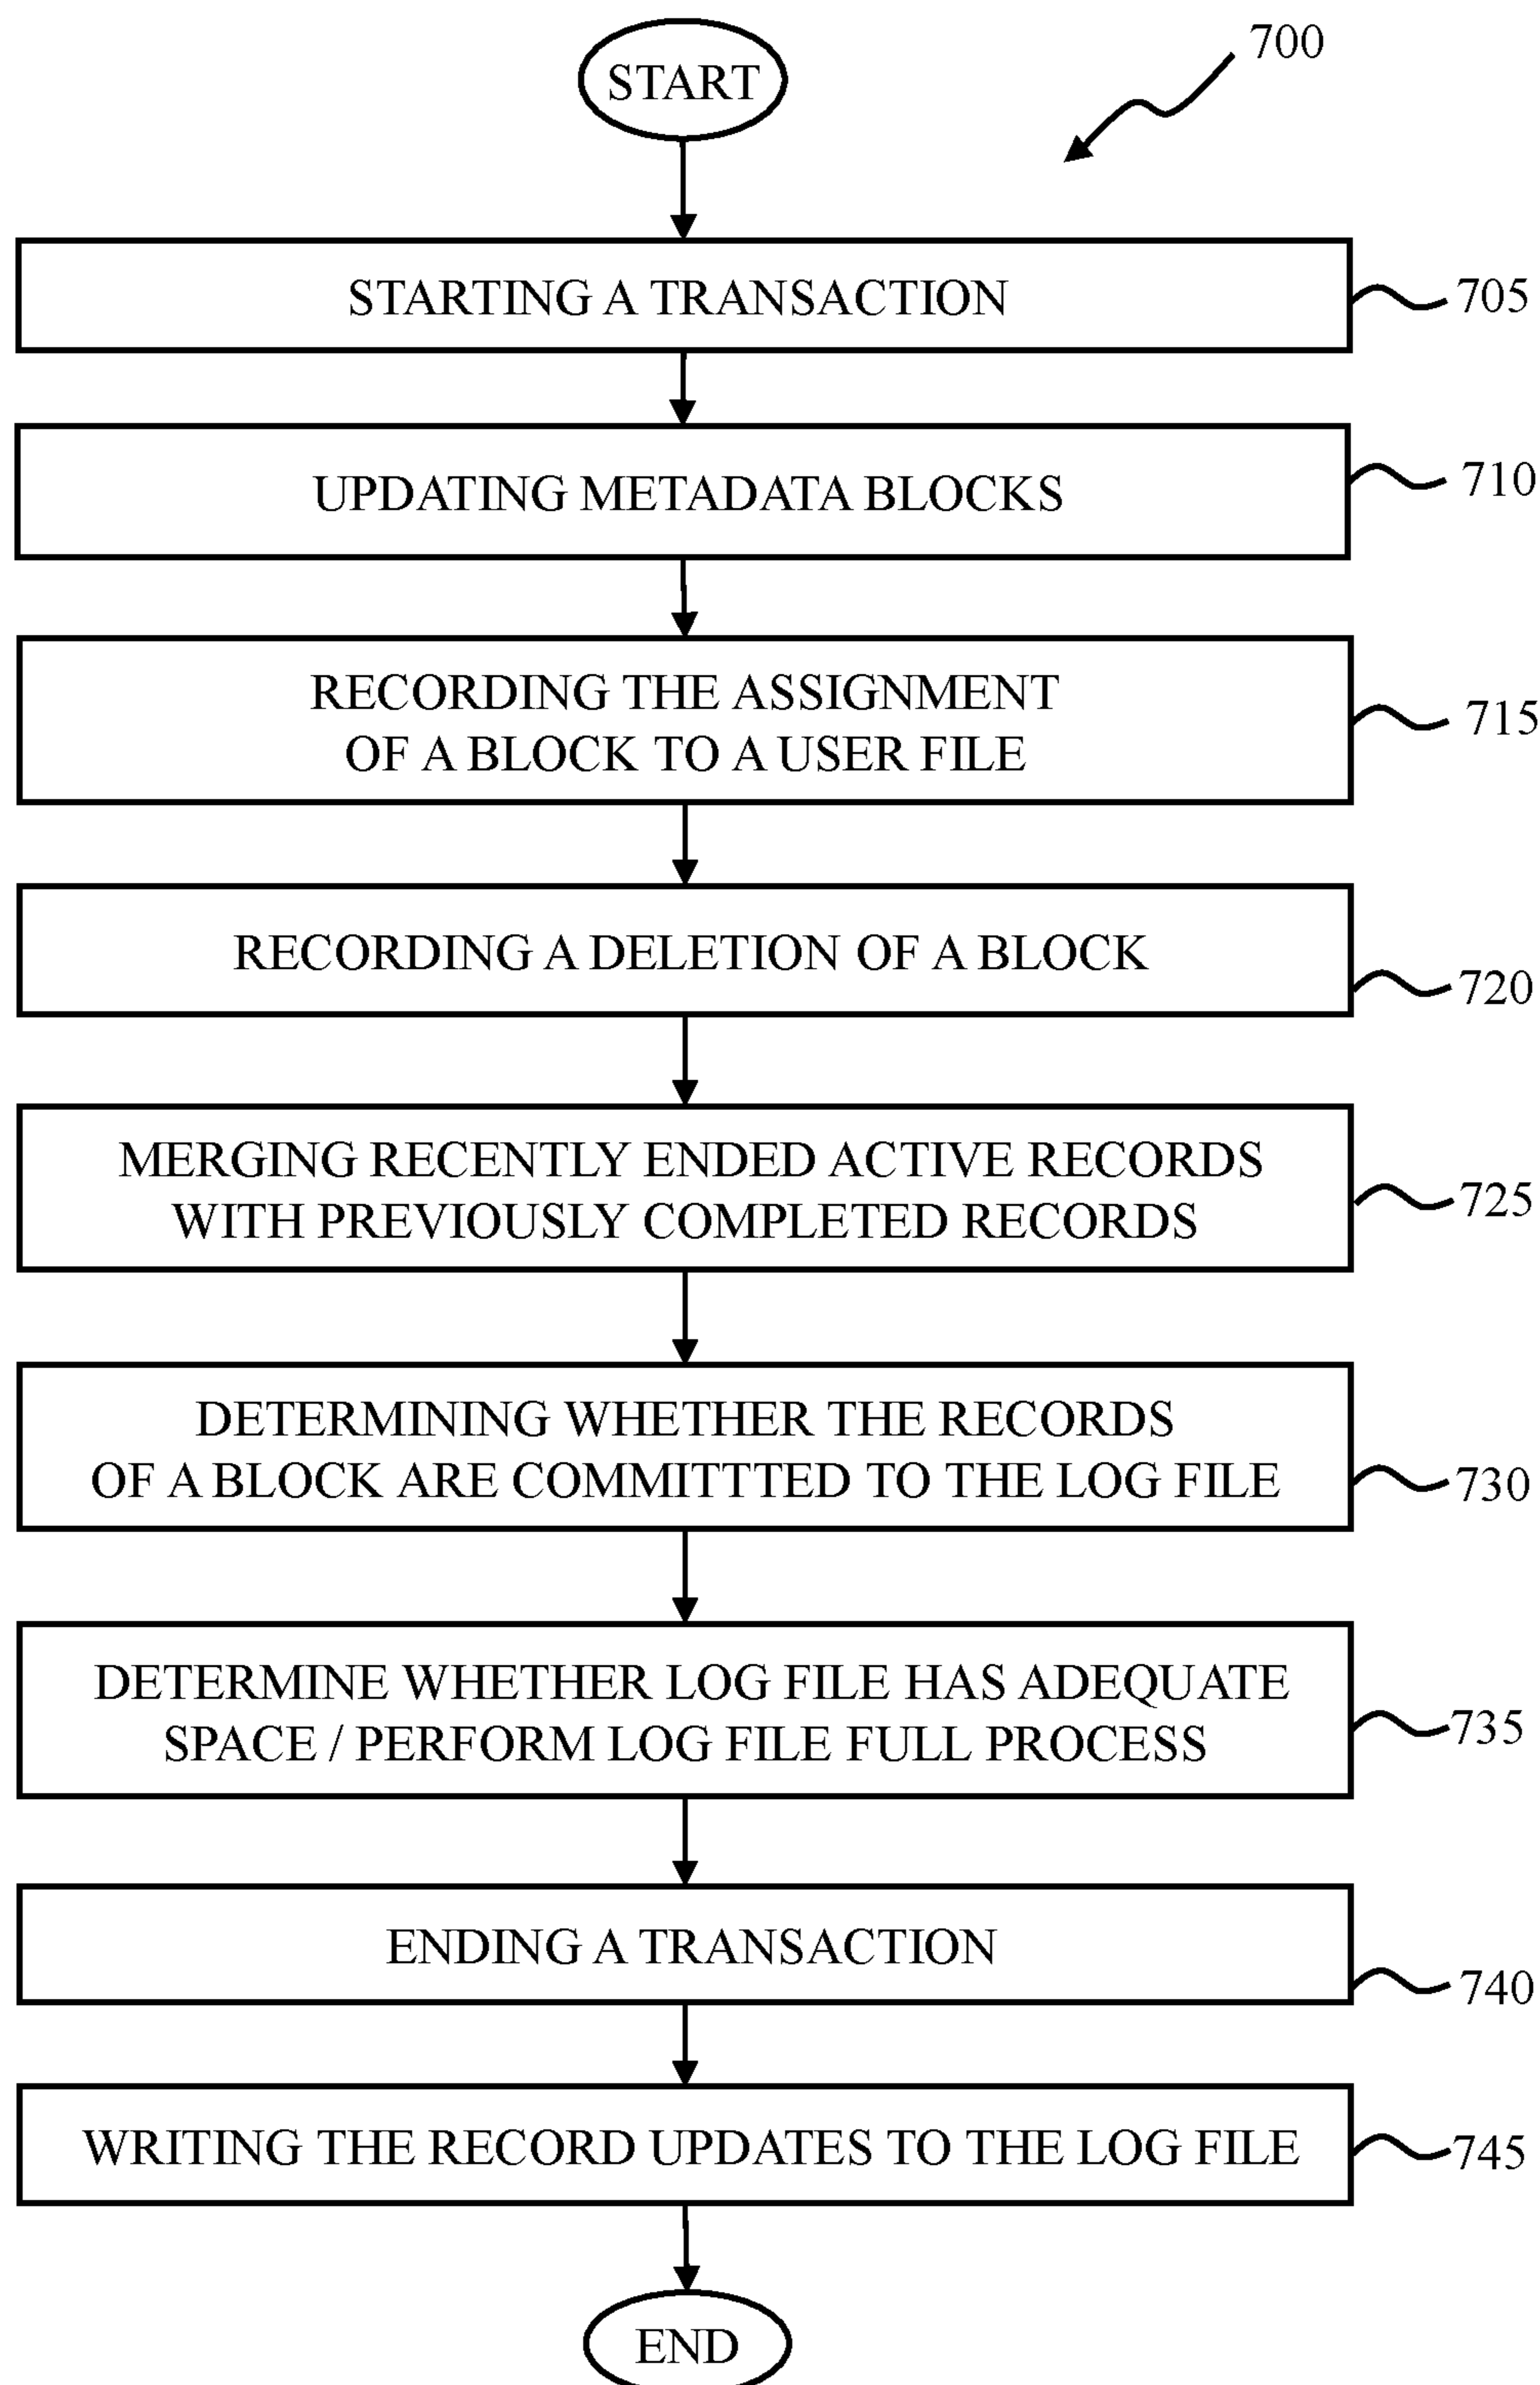 START
700
STARTING A TRANSACTION
705
UPDATING METADATA BLOCKS
710
RECORDING THE ASSIGNMENT
OF A BLOCK TO A USER FILE
715
RECORDING A DELETION OF A BLOCK
720
MERGING RECENTLY ENDED ACTIVE RECORDS
WITH PREVIOUSLY COMPLETED RECORDS
725
DETERMINING WHETHER THE RECORDS
OF A BLOCK ARE COMMITTTED TO THE LOG FILE
730
DETERMINE WHETHER LOG FILE HAS ADEQUATE
SPACE / PERFORM LOG FILE FULL PROCESS
735
ENDING A TRANSACTION
740
WRITING THE RECORD UPDATES TO THE LOG FILE
745
END